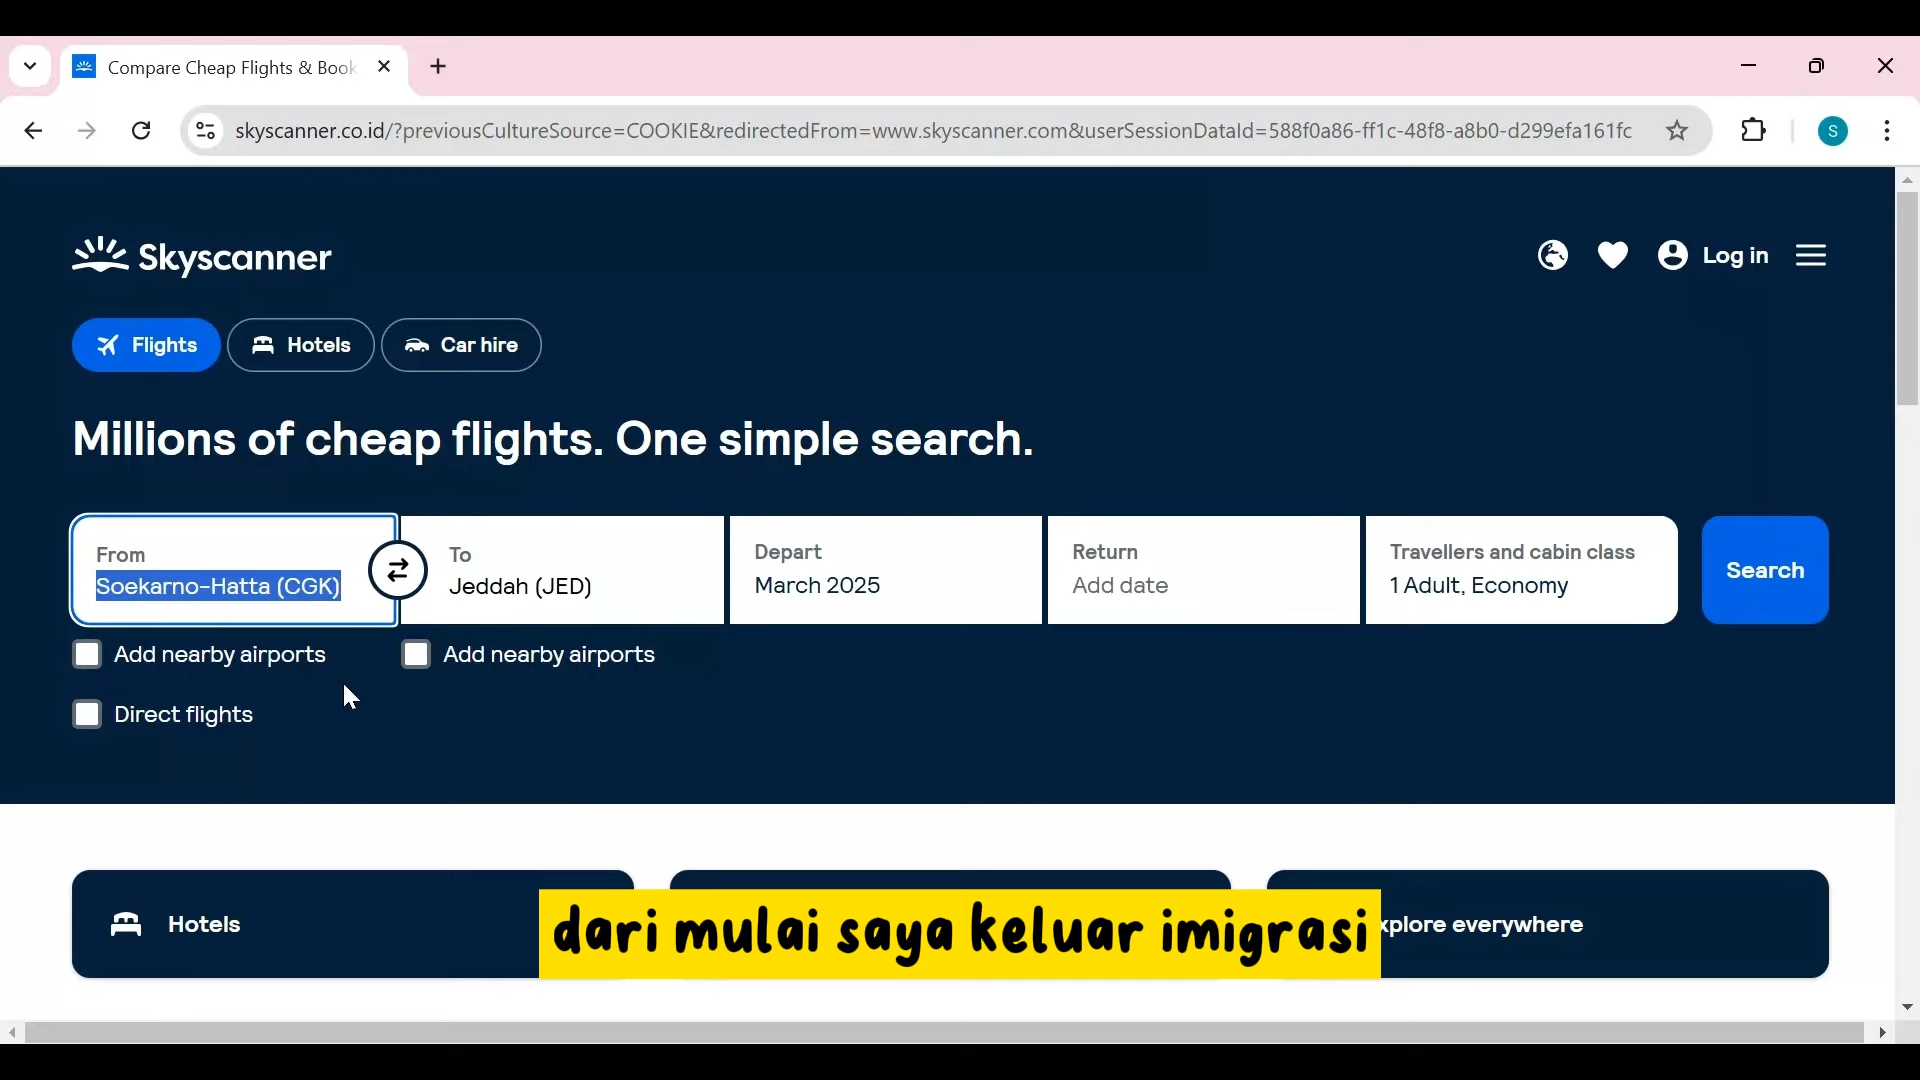 Compare Cheap Flights & Book
skyscanner.co.id/?previousCultureSource=COOKIE&redirectedFrom=www.skyscanner.com&userSessionDataId=588f0a86-ff1c-48f8-a8b0-d299efa161fc
S
Skyscanner
Log in
Flights
Hotels
Car hire
Millions of cheap flights. One simple search.
From
Soekarno-Hatta (CGK)
To
Jeddah (JED)
Depart
March 2025
Return
Add date
Travellers and cabin class
1 Adult, Economy
Search
Add nearby airports
Add nearby airports
Direct flights
Hotels
xplore everywhere
dari mulai saya keluar imigrasi